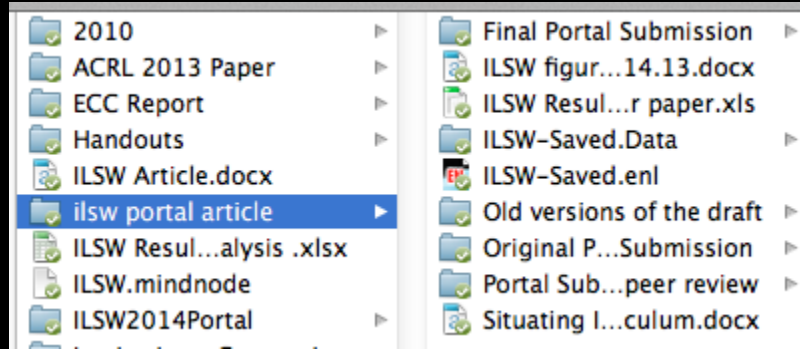 2010
ACRL 2013 Paper
ECC Report
Handouts
ILSW Article.docx
ilsw portal article
ILSW Resul...alysis .xlsx
ILSW.mindnode
ILSW2014Portal
Final Portal Submission
ILSW figur...14.13.docx
ILSW Resul...r paper.xls
ILSW-Saved.Data
ILSW-Saved.enl
Old versions of the draft
Original P...Submission
Portal Sub...peer review
Situating I...culum.docx